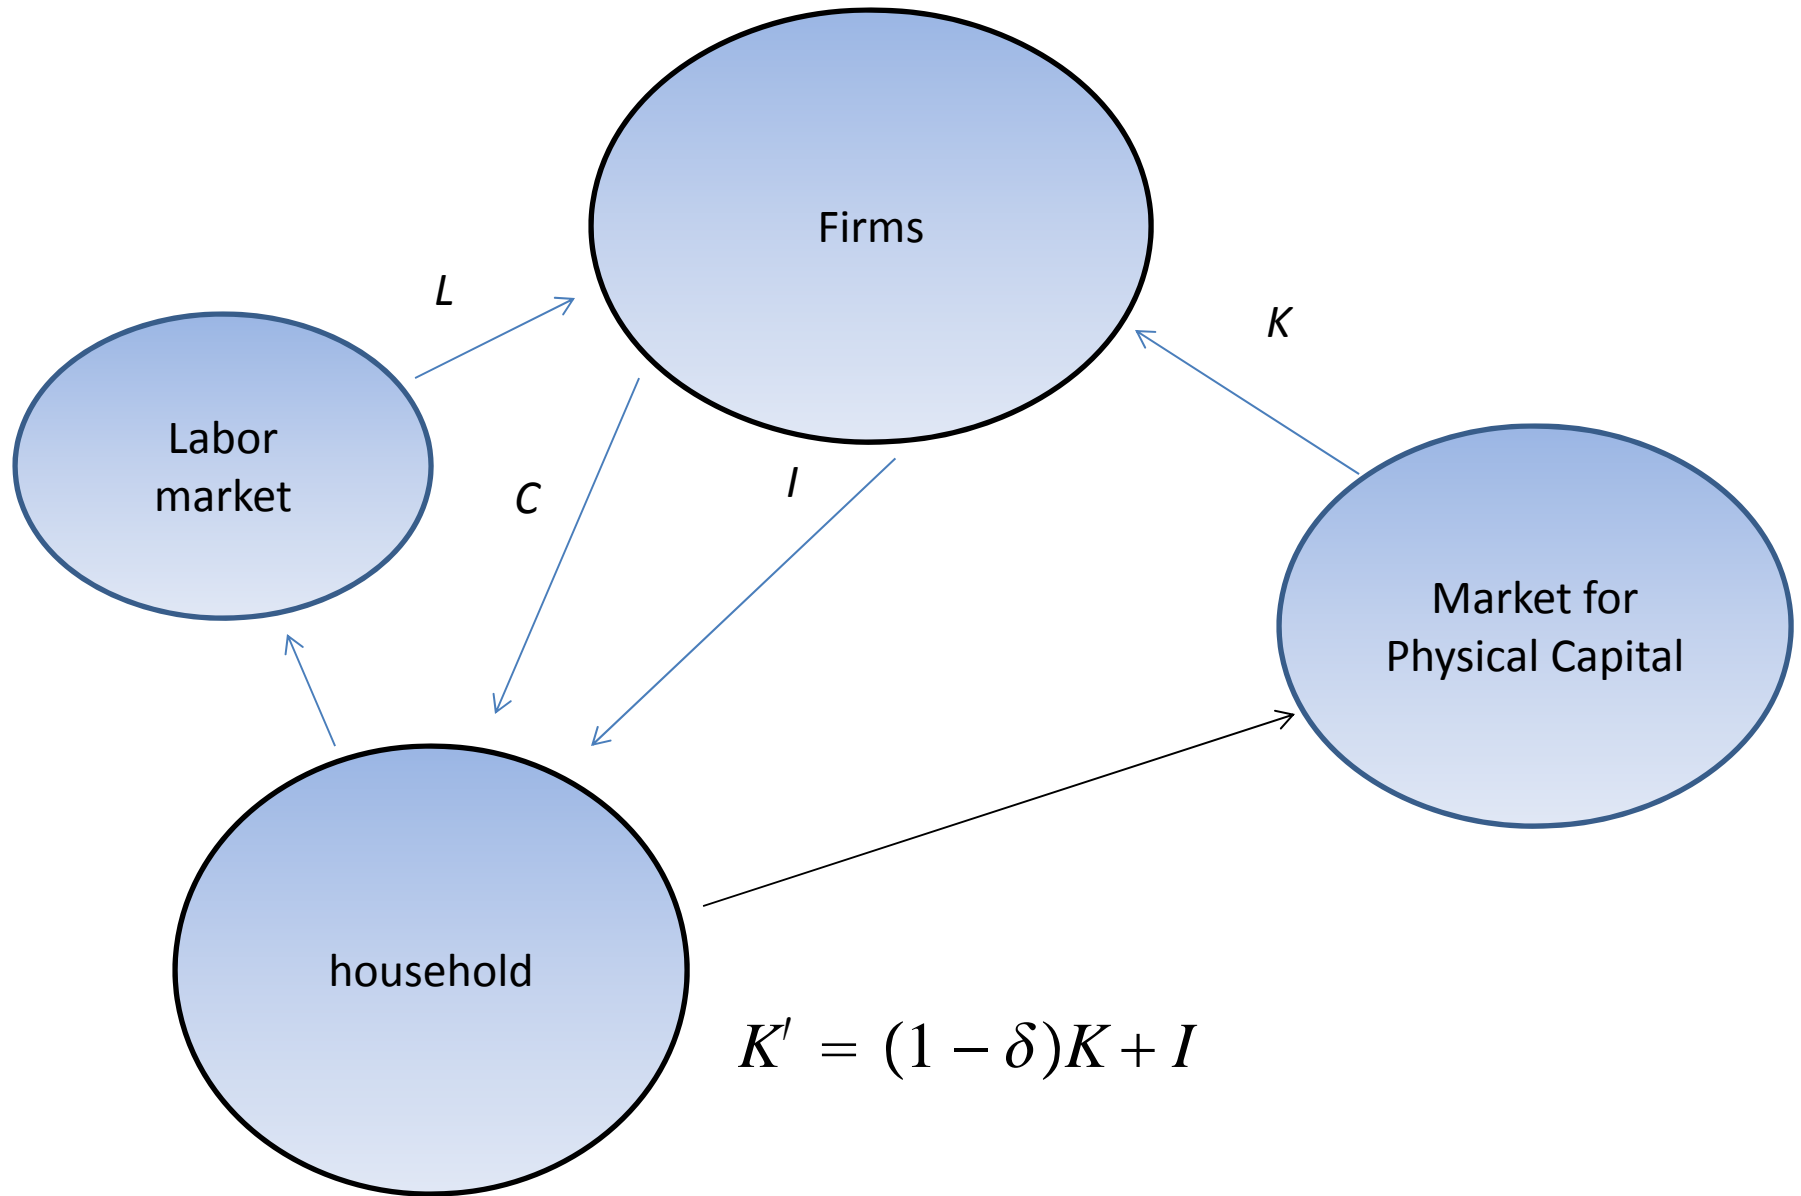 Firms
L
K
Labor
market
C
I
Market for
Physical Capital
household
K′ = (1 − δ)K + I